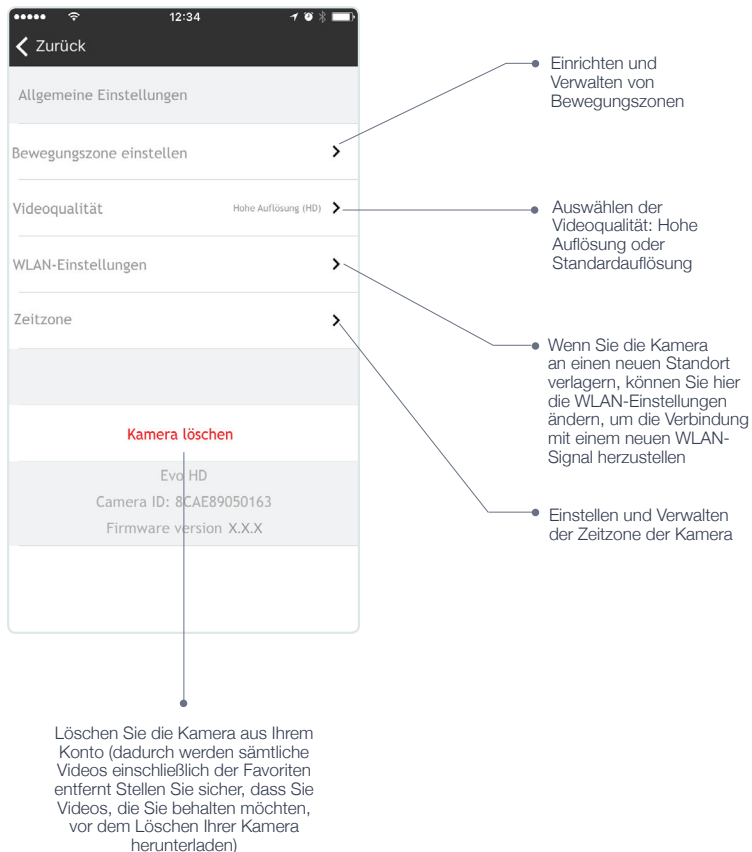 12:34
Zurück
Allgemeine Einstellungen
Bewegungszone einstellen
Videoqualität Hohe Auflösung (HD)
WLAN-Einstellungen
Zeitzone
Kamera löschen
Evo HD
Camera ID: 8CAE89050163
Firmware version X.X.X
Einrichten und
Verwalten von
Bewegungszonen
Auswählen der
Videoqualität: Hohe
Auflösung oder
Standardauflösung
Wenn Sie die Kamera
an einen neuen Standort
verlagern, können Sie hier
die WLAN-Einstellungen
ändern, um die Verbindung
mit einem neuen WLAN-
Signal herzustellen
Einstellen und Verwalten
der Zeitzone der Kamera
Löschen Sie die Kamera aus Ihrem
Konto (dadurch werden sämtliche
Videos einschließlich der Favoriten
entfernt Stellen Sie sicher, dass Sie
Videos, die Sie behalten möchten,
vor dem Löschen Ihrer Kamera
herunterladen)